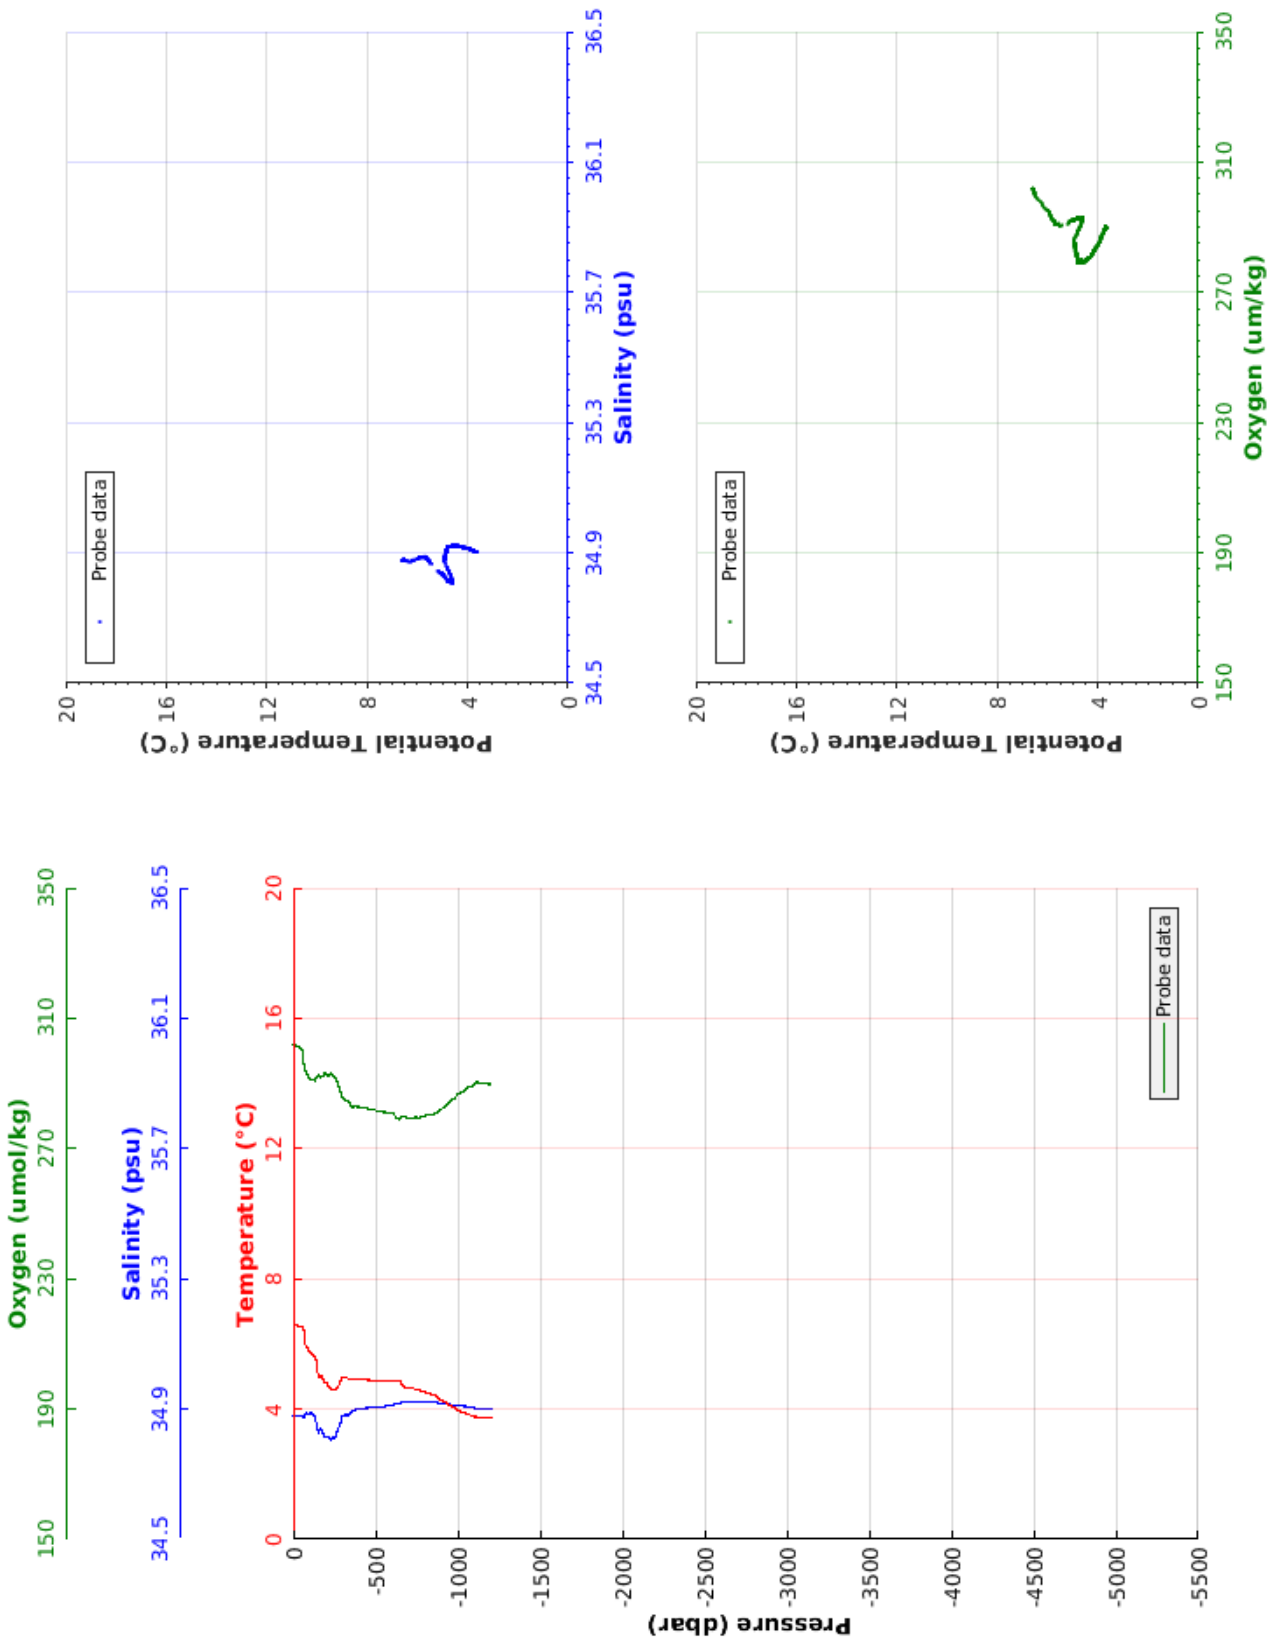 Oxygen (umol/kg)
150 190 230 270 310 350
Salinity (psu)
34.5 34.9 35.3 35.7 36.1 36.5
Temperature (°C)
0 4 8 12 16 20
0
-500
-1000
-1500
-2000
-2500
-3000
-3500
-4000
-4500
-5000
-5500
Pressure (dbar)
Probe data
20
16
12
8
4
0
Potential Temperature (°C)
Probe data
34.5 34.9 35.3 35.7 36.1 36.5
Salinity (psu)
20
16
12
8
4
0
Potential Temperature (°C)
Probe data
150 190 230 270 310 350
Oxygen (um/kg)